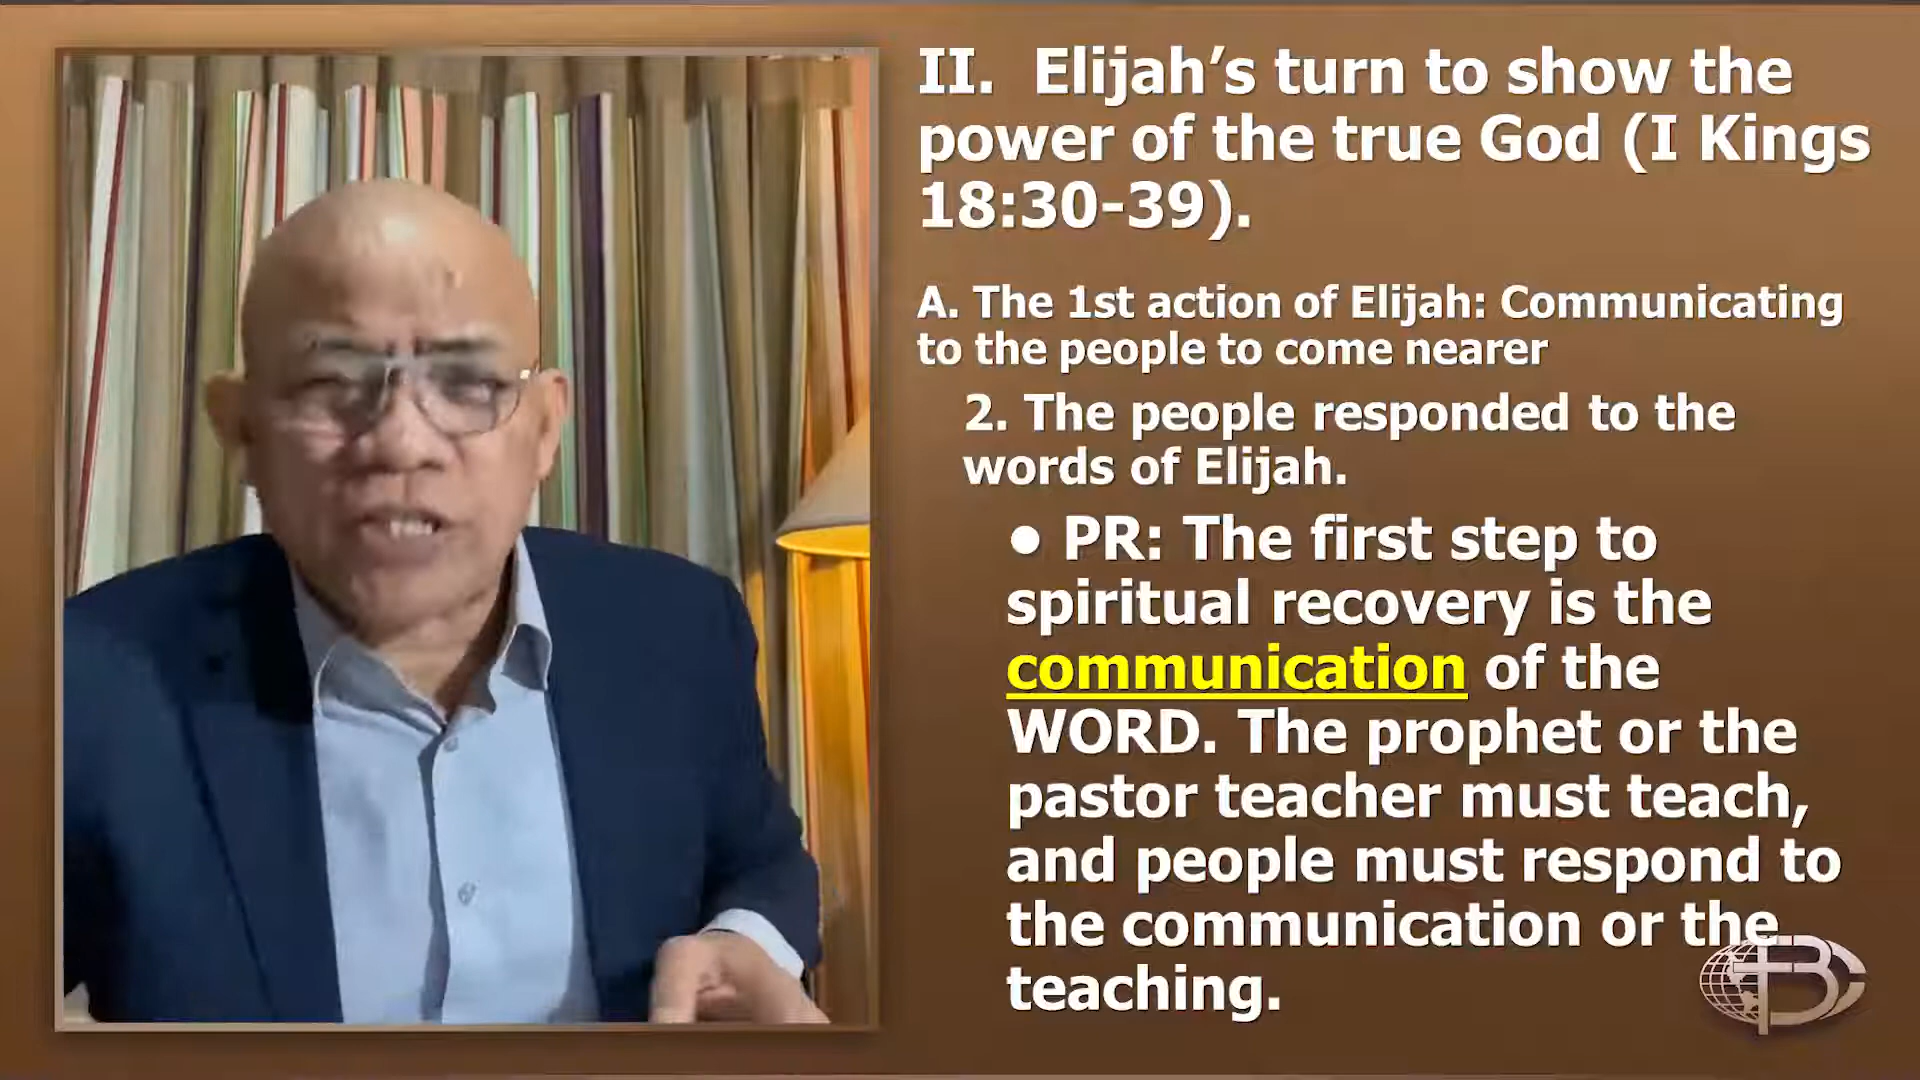 II.  Elijah’s turn to show the
power of the true God (I Kings
18:30-39).
A. The 1st action of Elijah: Communicating
to the people to come nearer
2. The people responded to the
words of Elijah.
● PR: The first step to
spiritual recovery is the
communication of the
WORD. The prophet or the
pastor teacher must teach,
and people must respond to
the communication or the
teaching.